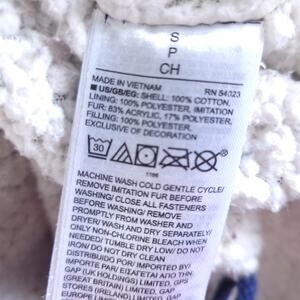 S
P
CH
MADE IN VIETNAM RN 54023
US/GB/EG: SHELL: 100% COTTON,
LINING: 100% POLYESTER, IMITATION
FUR: 83% ACRYLIC, 17% POLYESTER,
FILLING: 100% POLYESTER,
EXCLUSIVE OF DECORATION
30
MACHINE WASH COLD GENTLE CYCLE/
REMOVE IMITATION FUR BEFORE
WASHING/ CLOSE ALL FASTENERS
BEFORE WASHING/ REMOVE
PROMPTLY FROM WASHER AND
DRYER/ WASH AND DRY SEPARATELY/
ONLY NON-CHLORINE BLEACH WHEN
NEEDED/ TUMBLE DRY LOW/ DO NOT
IRON DO NOT DRY CLEAN
DISTRIBUIDO POR/ IMPORTED BY
IMPORTE PAR/ ΕΙΣΑΓΕΤΑΙ ΑΠΟ ΤΗΝ:
GAP (UK HOLDINGS) LIMITED, GPS
(GREAT BRITAIN) LIMITED, GAP
STORES (IRELAND) LIMITED, GAP
EUROPE LIMITED